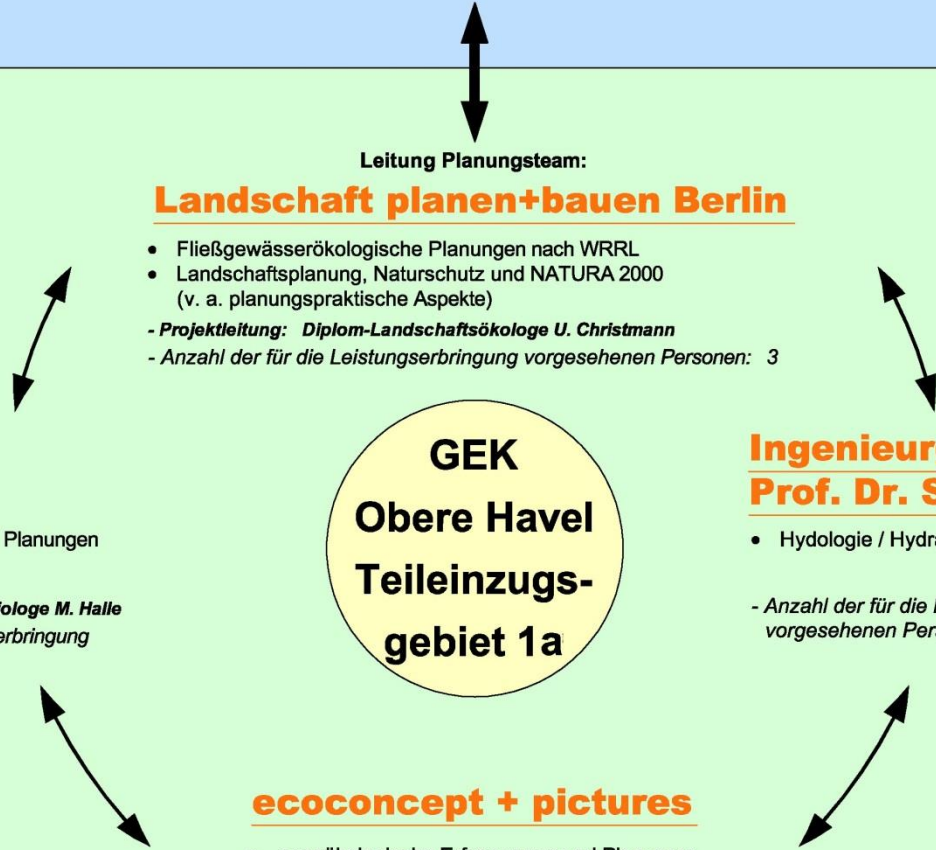 Leitung Planungsteam:
Landschaft planen+bauen Berlin
• Fließgewässerökologische Planungen nach WRRL
• Landschaftsplanung, Naturschutz und NATURA 2000
(v. a. planungspraktische Aspekte)
- Projektleitung: Diplom-Landschaftsökologe U. Christmann
- Anzahl der für die Leistungserbringung vorgesehenen Personen: 3
GEK
Obere Havel
Teileinzugs-
gebiet 1a
Planungen
iologe M. Halle
erbringung
Ingenieur
Prof. Dr. S
• Hydologie / Hydra
- Anzahl der für die
vorgesehenen Pers
ecoconcept + pictures